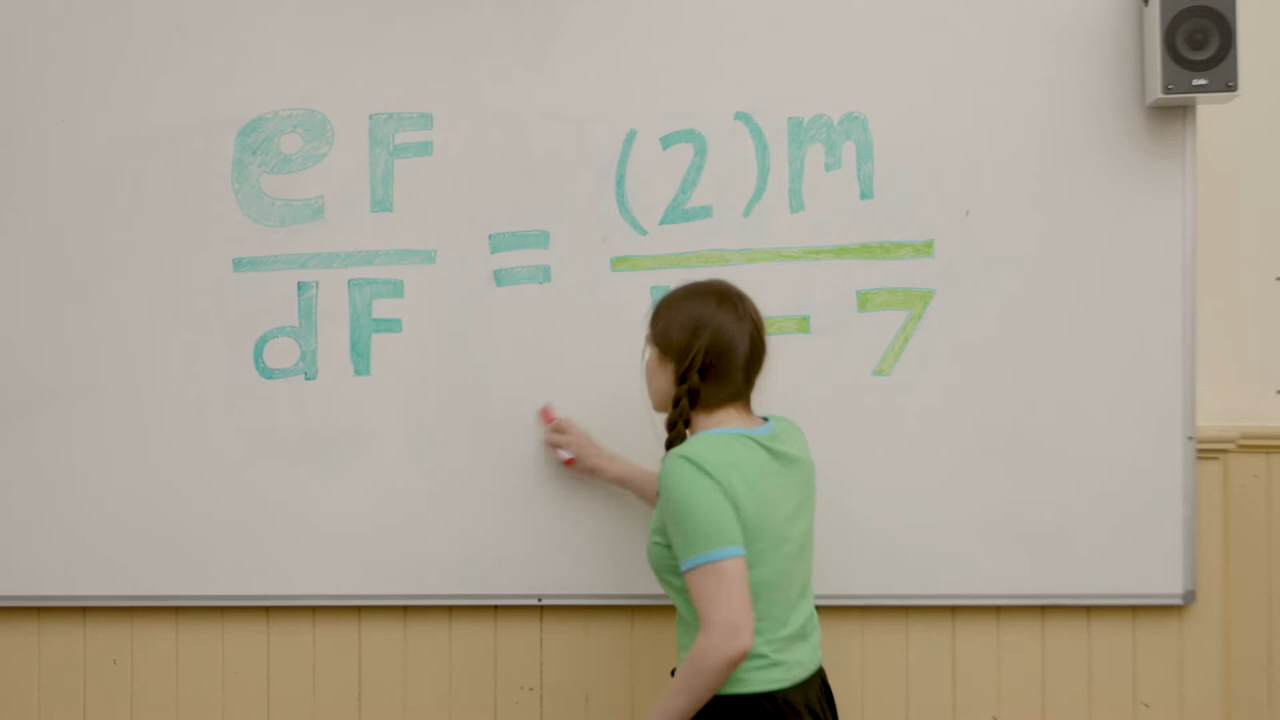 eF = (2)m
dF - 7